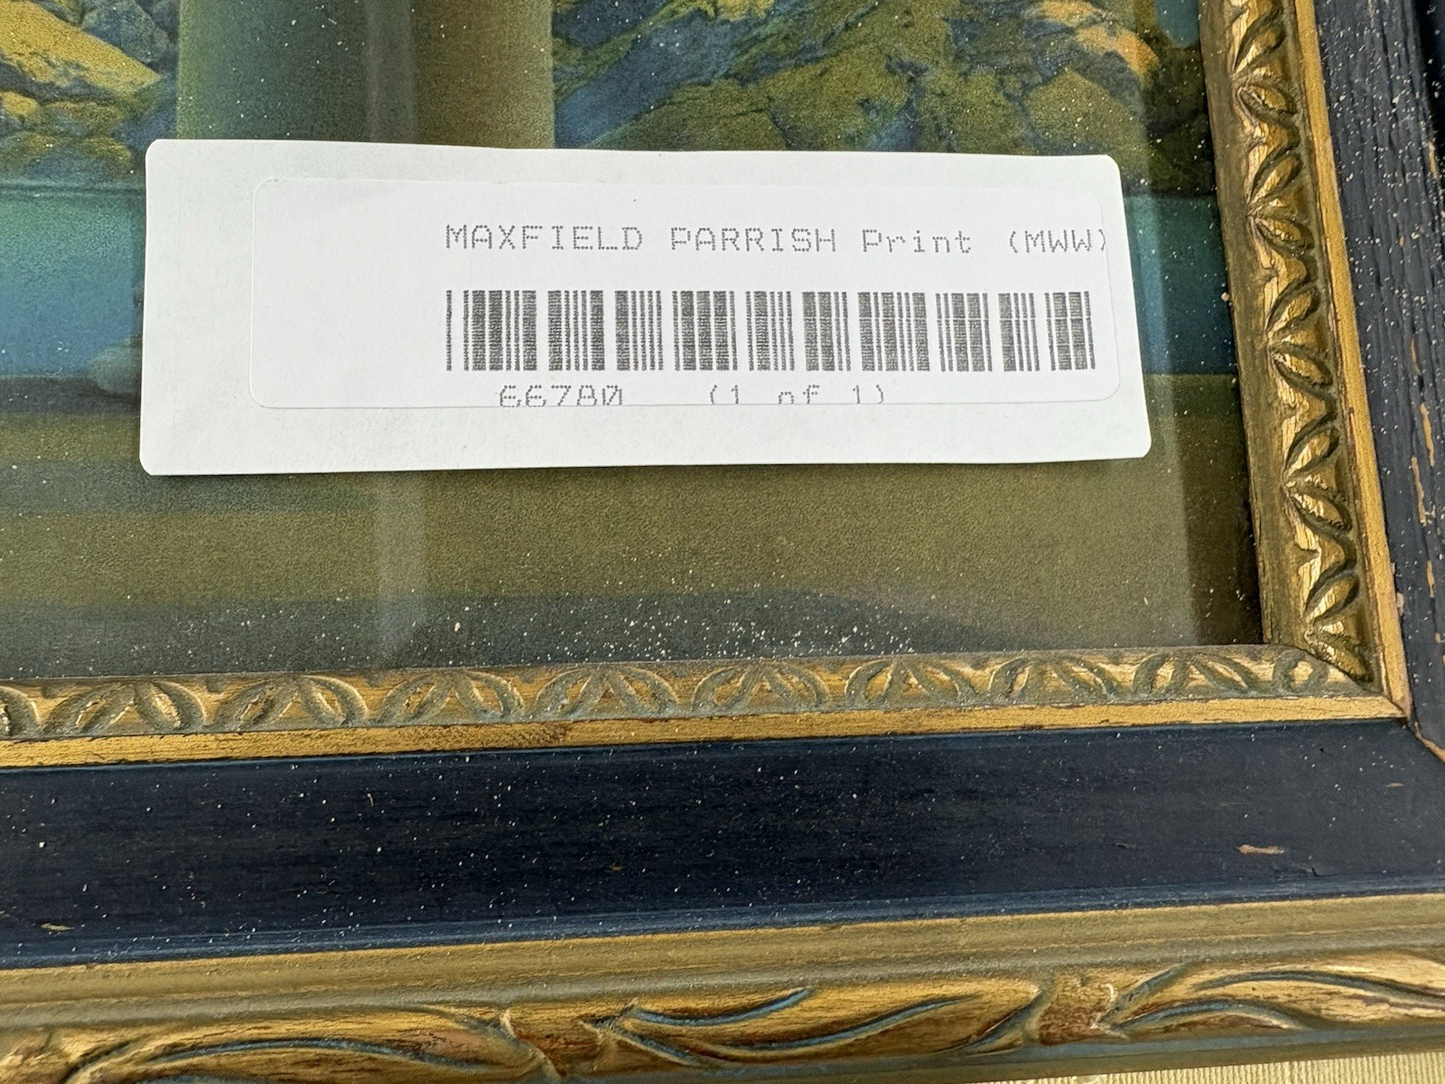 MAXFIELD PARRISH Print (MWW)
66780 (1 of 1)